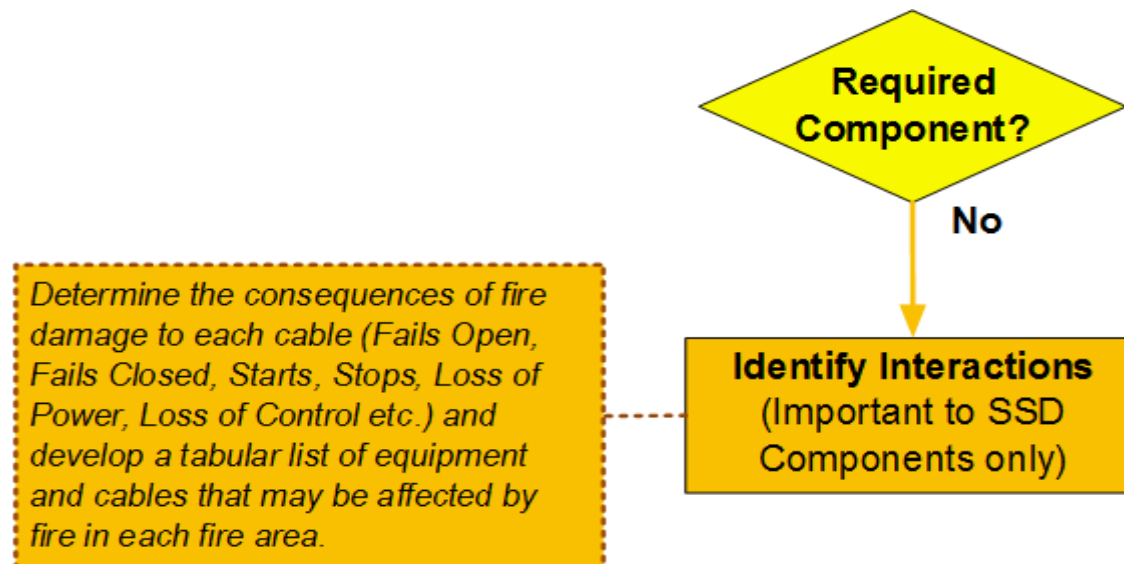 Required
Component?
No
Identify Interactions
(Important to SSD
Components only)
Determine the consequences of fire
damage to each cable (Fails Open,
Fails Closed, Starts, Stops, Loss of
Power, Loss of Control etc.) and
develop a tabular list of equipment
and cables that may be affected by
fire in each fire area.